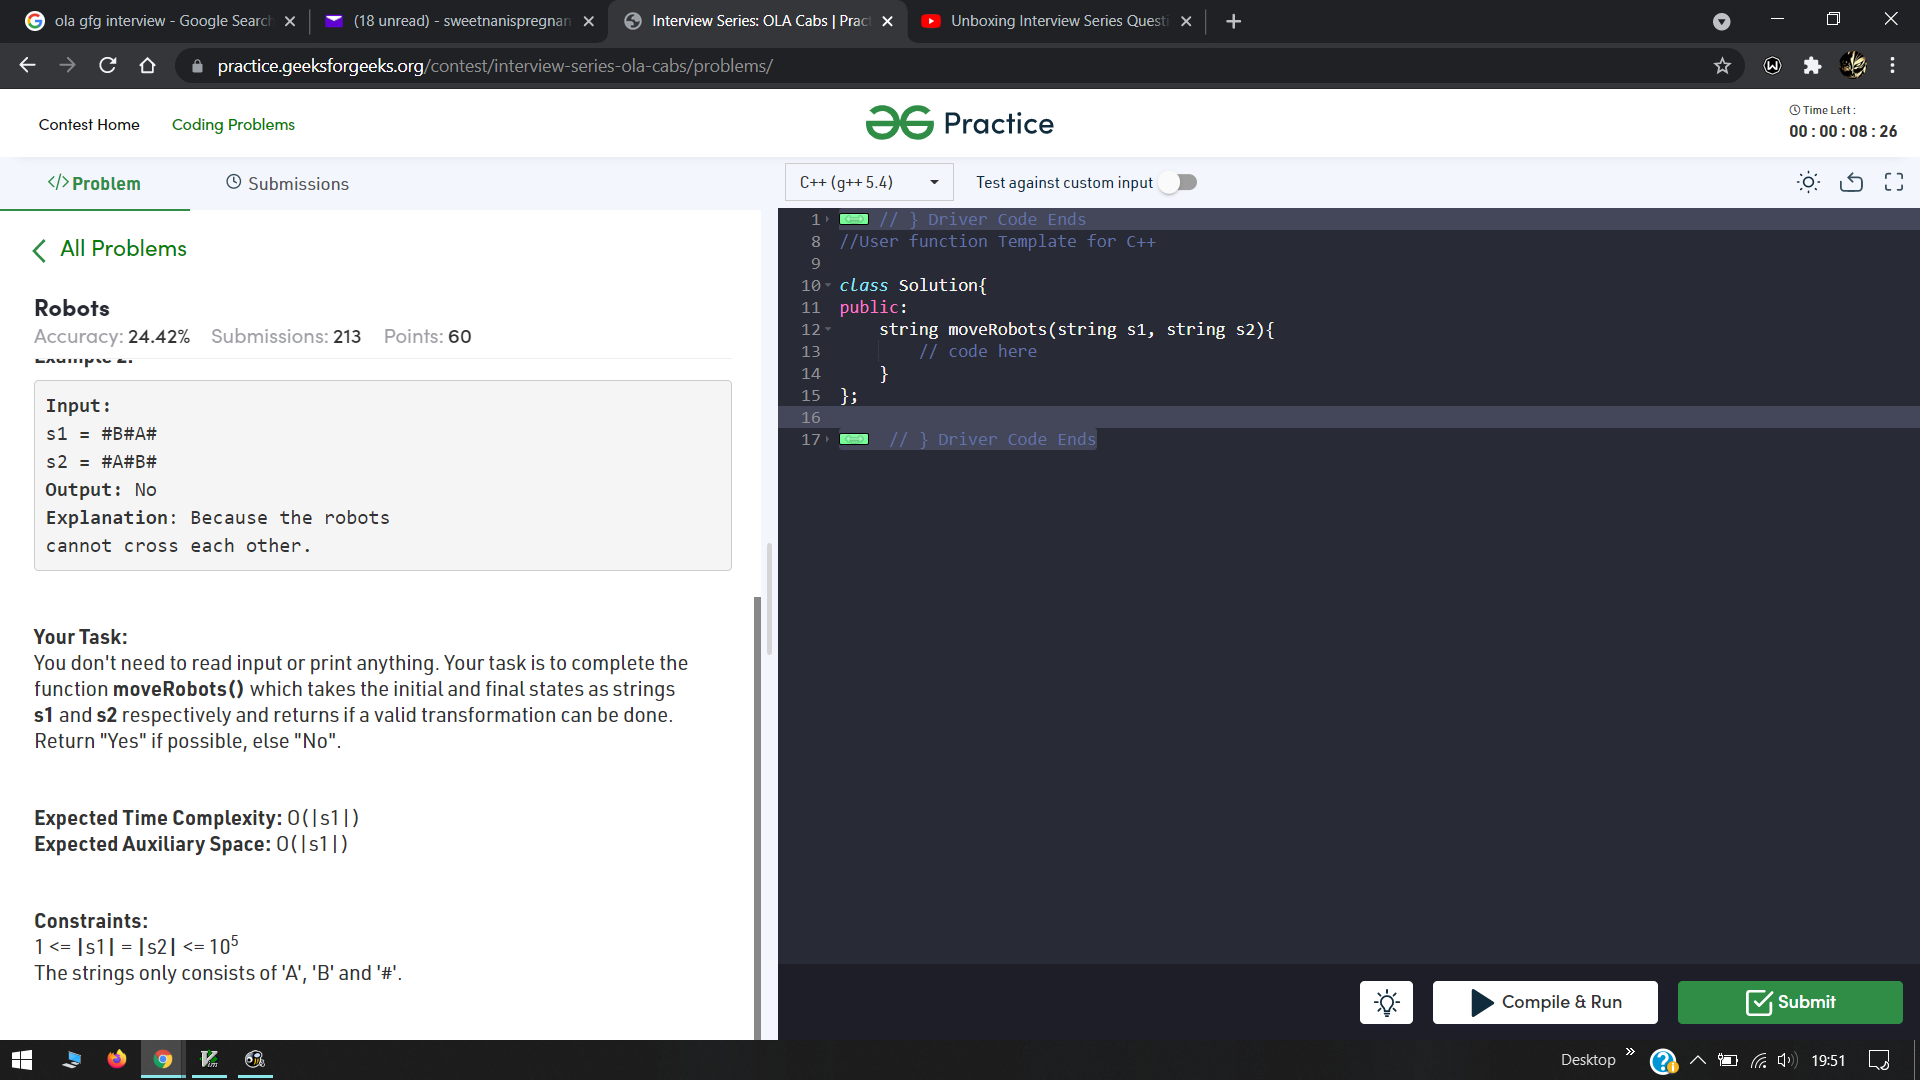 ola gfg interview - Google Search
(18 unread) - sweetnanispregnan
Interview Series: OLA Cabs | Pract
Unboxing Interview Series Questi
practice.geeksforgeeks.org/contest/interview-series-ola-cabs/problems/
Contest Home
Coding Problems
Practice
Time Left :
00 : 00 : 08 : 26
</>Problem
Submissions
C++ (g++ 5.4)
Test against custom input
All Problems
Robots
Accuracy: 24.42% Submissions: 213 Points: 60
Example 2:
Input:
s1 = #B#A#
s2 = #A#B#
Output: No
Explanation: Because the robots
cannot cross each other.
Your Task:
You don't need to read input or print anything. Your task is to complete the
function moveRobots() which takes the initial and final states as strings
s1 and s2 respectively and returns if a valid transformation can be done.
Return "Yes" if possible, else "No".
Expected Time Complexity: O(|s1|)
Expected Auxiliary Space: O(|s1|)
Constraints:
1 <= |s1| = |s2| <= 10⁵
The strings only consists of 'A', 'B' and '#'.
1 // } Driver Code Ends
8 //User function Template for C++
9
10 class Solution{
11 public:
12 string moveRobots(string s1, string s2){
13 // code here
14 }
15 };
16
17 // } Driver Code Ends
Compile & Run
Submit
Desktop
19:51